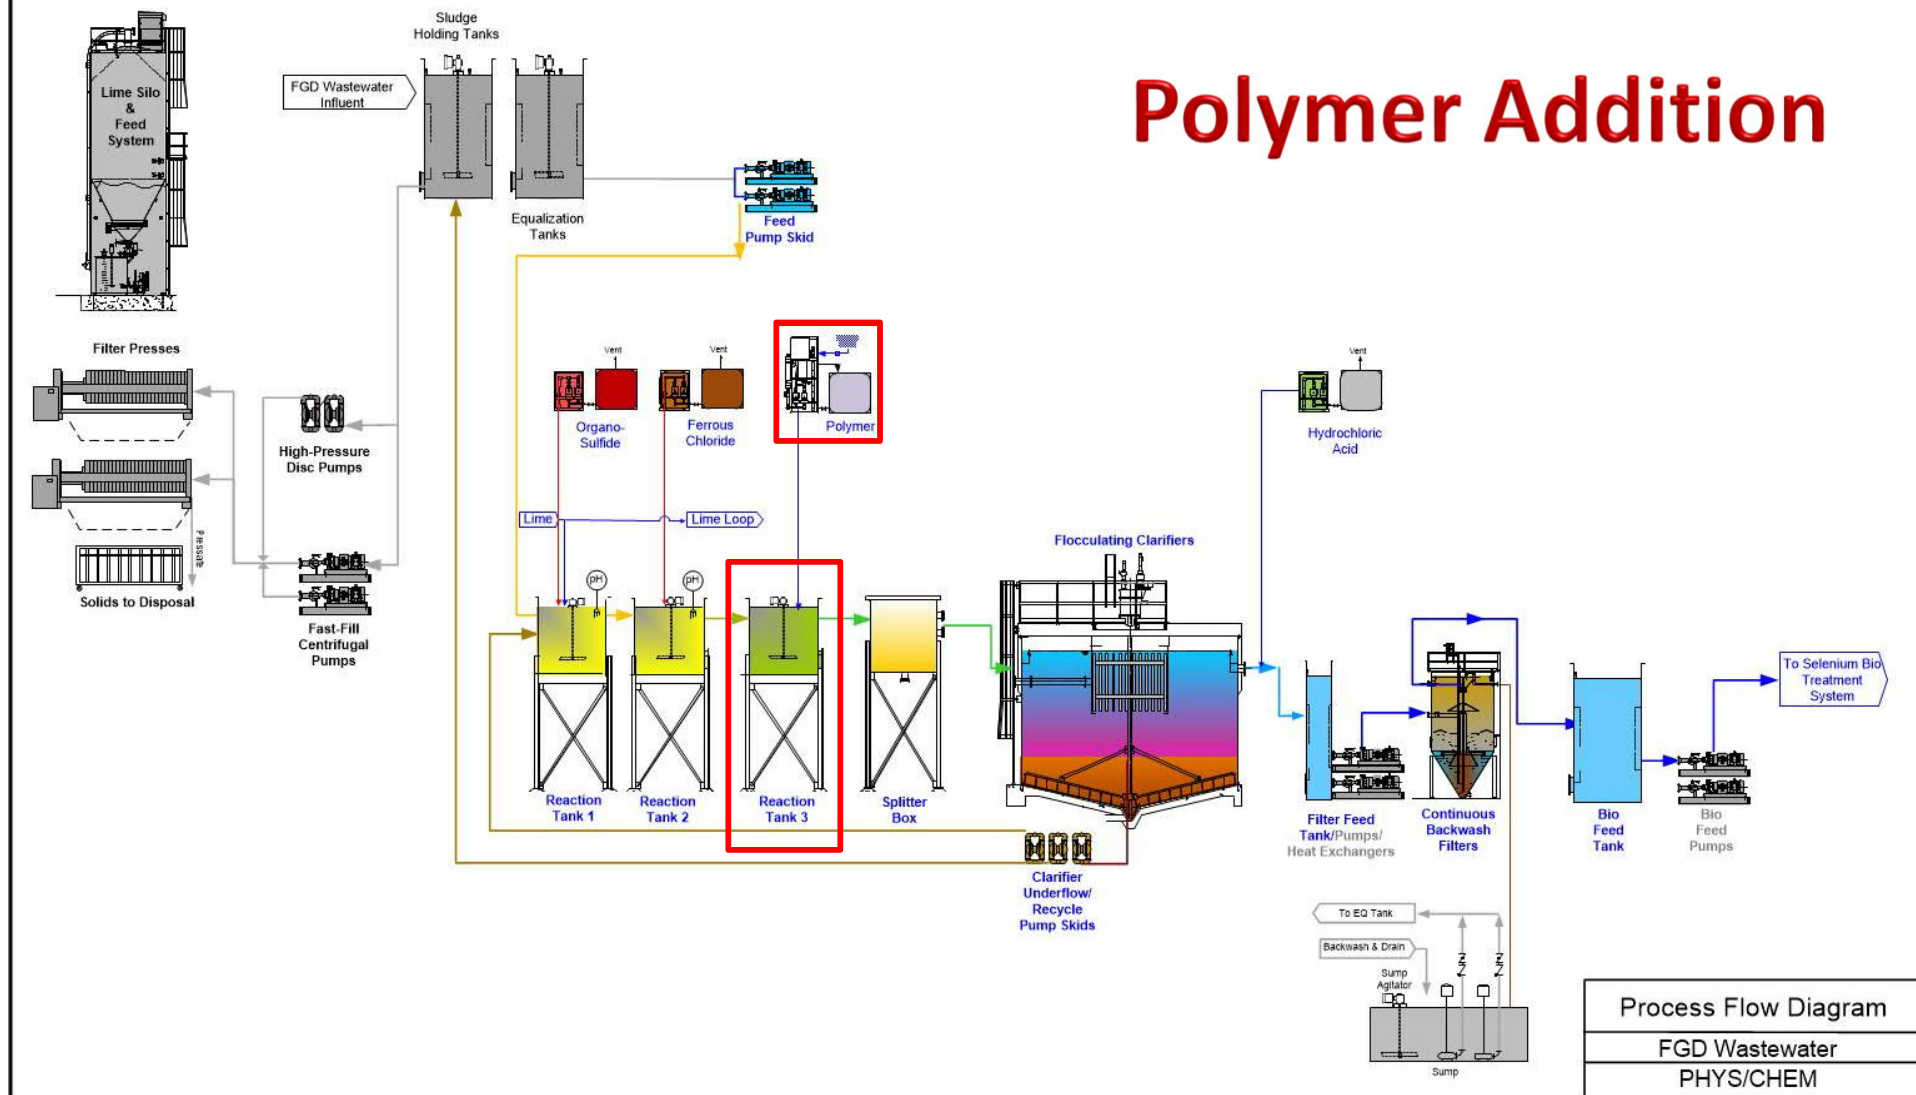 Polymer Addition
Sludge
Holding Tanks
FGD Wastewater
Influent
Lime Silo
&
Feed
System
Equalization
Tanks
Feed
Pump Skid
Filter Presses
High-Pressure
Disc Pumps
Pressate
Solids to Disposal
Fast-Fill
Centrifugal
Pumps
Vent
Organo-
Sulfide
Vent
Ferrous
Chloride
Polymer
Vent
Hydrochloric
Acid
Lime
Lime Loop
pH
pH
Flocculating Clarifiers
Reaction
Tank 1
Reaction
Tank 2
Reaction
Tank 3
Splitter
Box
Clarifier
Underflow/
Recycle
Pump Skids
Filter Feed
Tank/Pumps/
Heat Exchangers
Continuous
Backwash
Filters
Bio
Feed
Tank
Bio
Feed
Pumps
To Selenium Bio
Treatment
System
To EQ Tank
Backwash & Drain
Sump
Agitator
Sump
Process Flow Diagram
FGD Wastewater
PHYS/CHEM